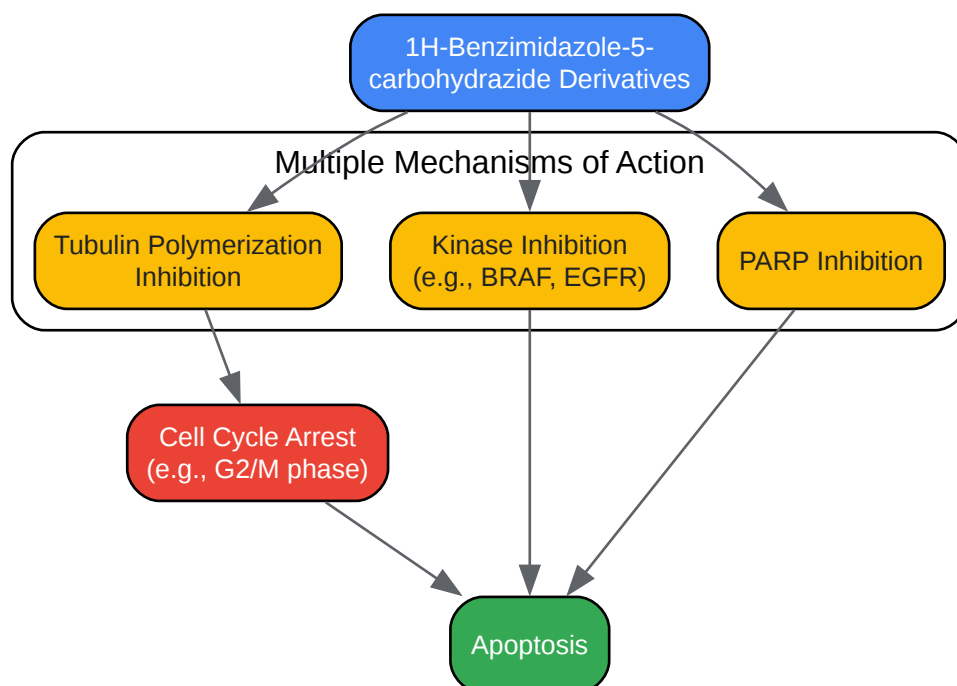 1H-Benzimidazole-5-
carbohydrazide Derivatives
Multiple Mechanisms of Action
Tubulin Polymerization
Inhibition
Kinase Inhibition
(e.g., BRAF, EGFR)
PARP Inhibition
Cell Cycle Arrest
(e.g., G2/M phase)
Apoptosis